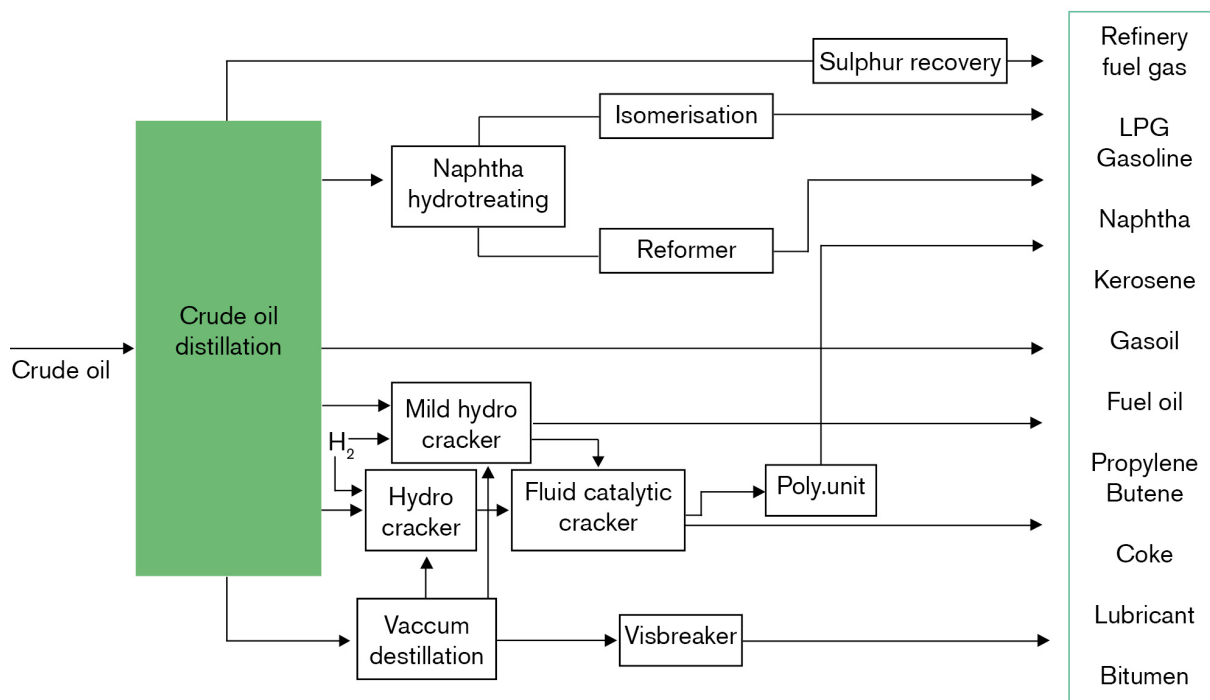 Crude oil
Crude oil
distillation
Sulphur recovery
Isomerisation
Naphtha
hydrotreating
Reformer
Mild hydro
cracker
H2
Hydro
cracker
Fluid catalytic
cracker
Poly.unit
Vaccum
destillation
Visbreaker
Refinery
fuel gas
LPG
Gasoline
Naphtha
Kerosene
Gasoil
Fuel oil
Propylene
Butene
Coke
Lubricant
Bitumen